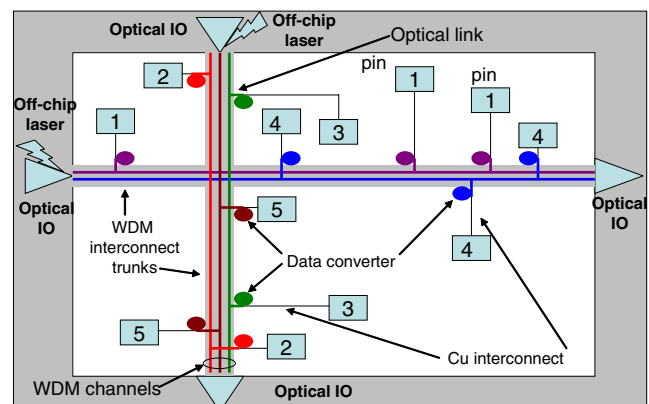 Optical IO
Off-chip
laser
Optical link
2
pin
pin
1
1
3
Off-chip
laser
1
4
4
Optical
IO
Optical
IO
WDM
interconnect
trunks
5
4
Data converter
3
5
2
Cu interconnect
WDM channels
Optical IO